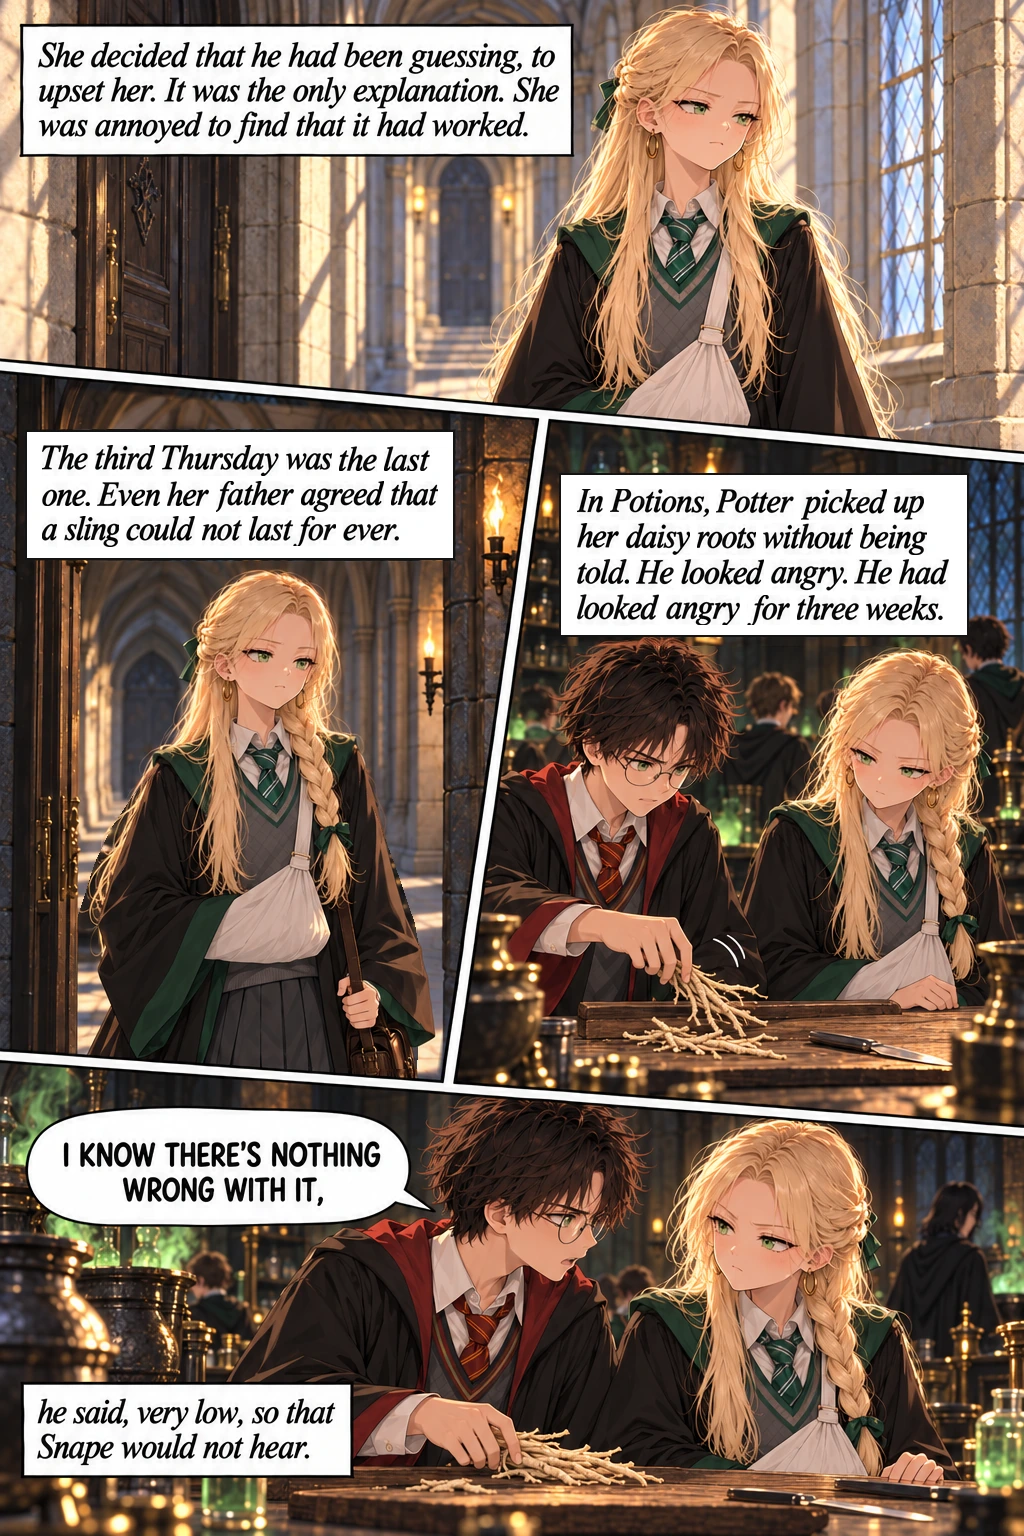 She decided that he had been guessing, to
upset her. It was the only explanation. She
was annoyed to find that it had worked.
The third Thursday was the last
one. Even her father agreed that
a sling could not last for ever.
In Potions, Potter picked up
her daisy roots without being
told. He looked angry. He had
looked angry for three weeks.
I KNOW THERE'S NOTHING
WRONG WITH IT,
he said, very low, so that
Snape would not hear.